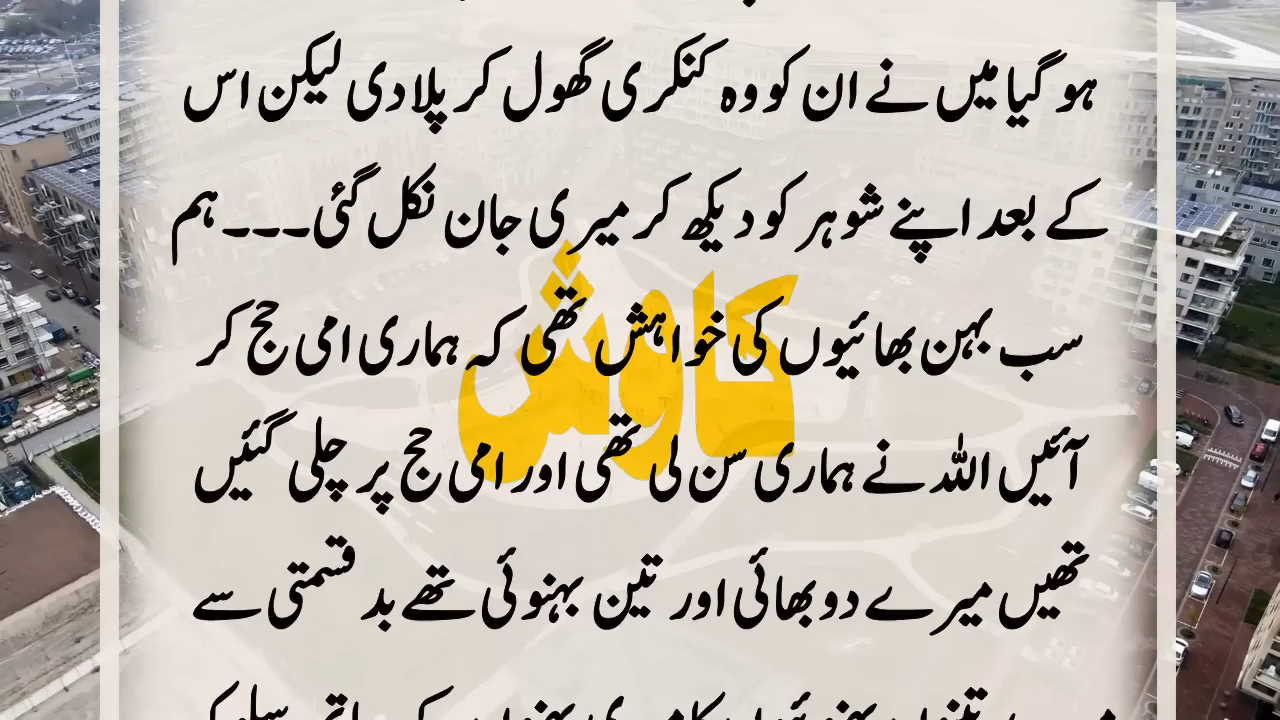 ہو گیا میں نے ان کو وہ کنکری گھول کر پلا دی لیکن اس
کے بعد اپنے شوہر کو دیکھ کر میری جان نکل گئی۔۔۔ ہم
سب بہن بھائیوں کی خواہش تھی کہ ہماری امی حج کر
آئیں اللہ نے ہماری سن لی تھی اور امی حج پر چلی گئیں
تھیں میرے دو بھائی اور تین بہنوئی تھے بد قسمتی سے
کاوش